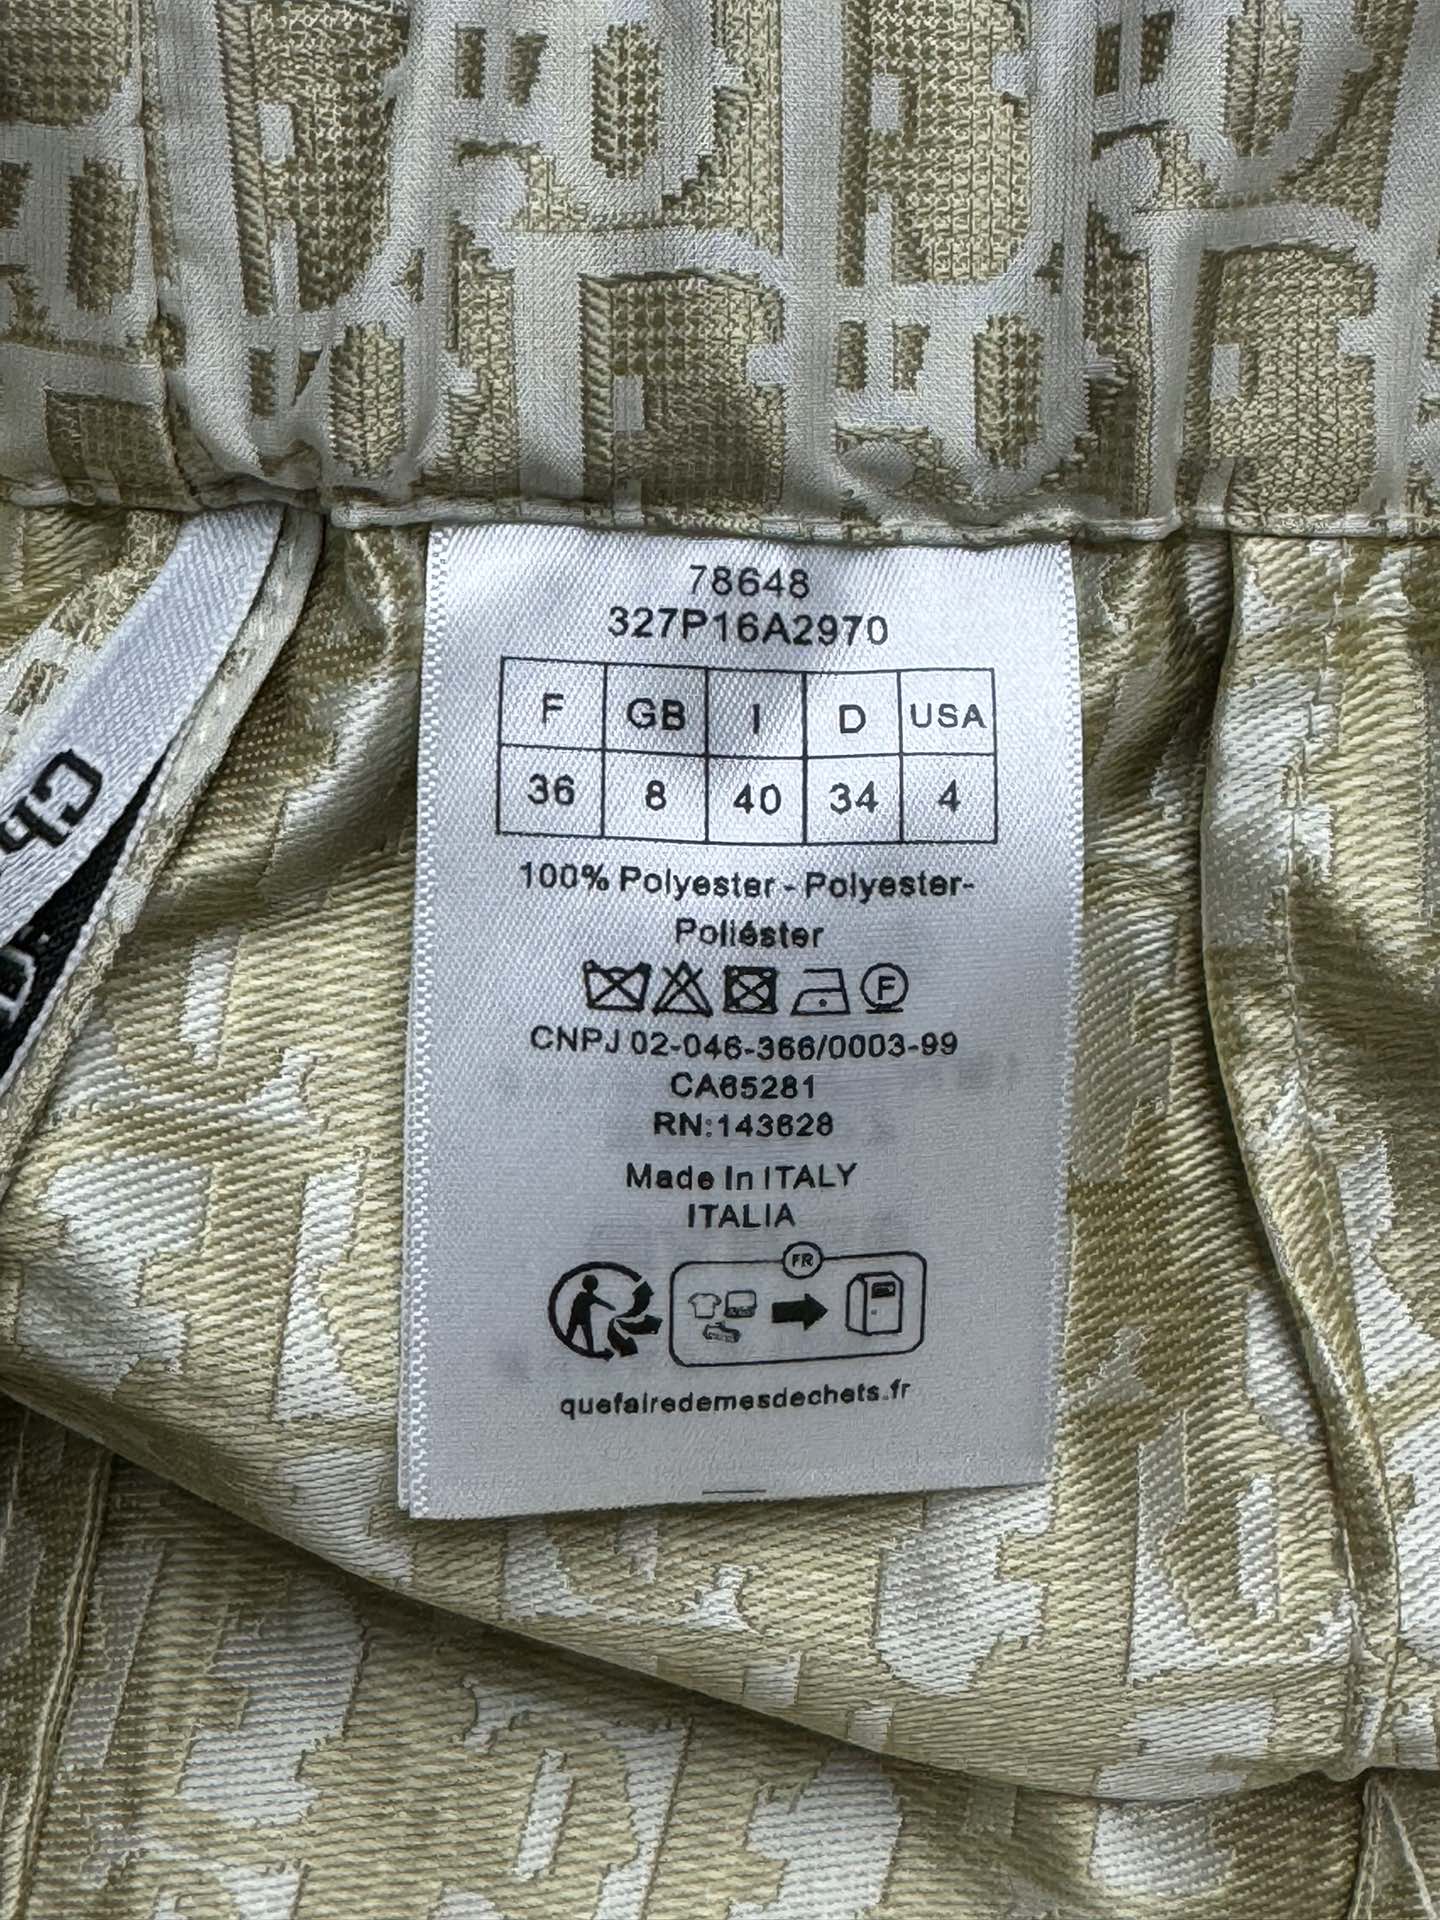 78648
327P16A2970
F GB I D USA
36 8 40 34 4
100% Polyester - Polyester-
Poliéster
F
CNPJ 02-046-366/0003-99
CA65281
RN:143628
Made In ITALY
ITALIA
FR
quefairedemesdechets.fr